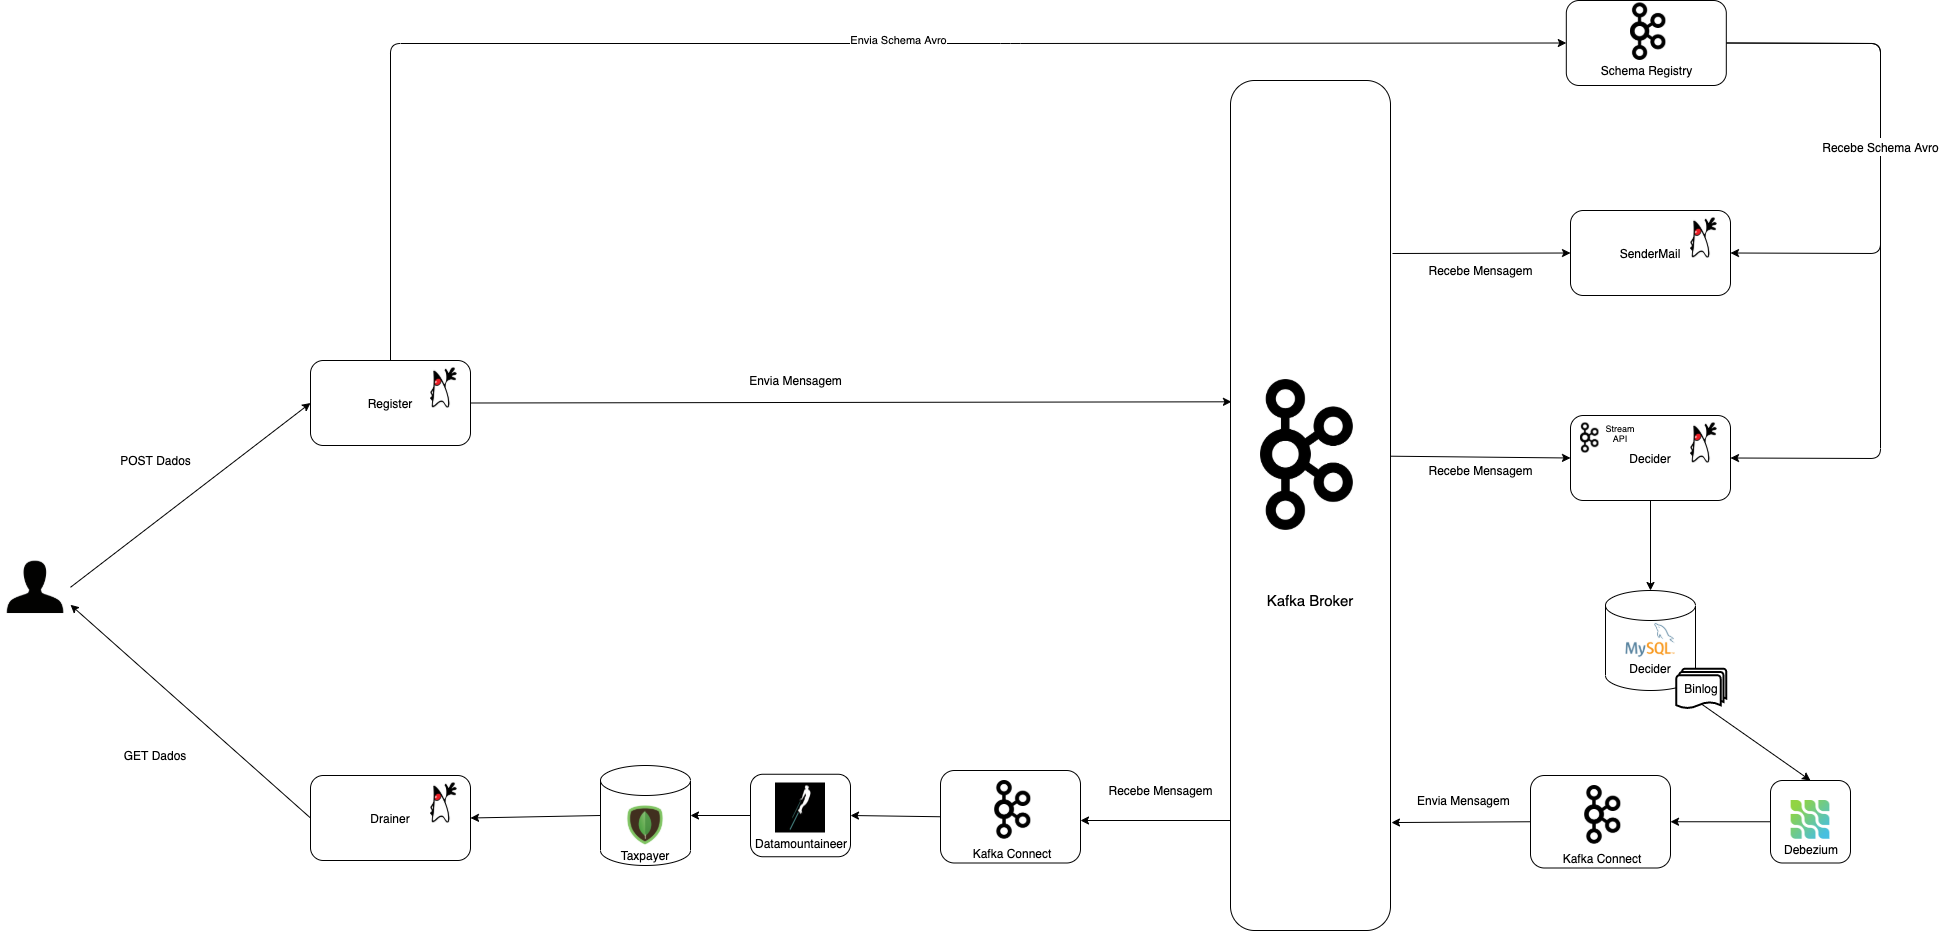 Envia Schema Avro
Schema Registry
Recebe Schema Avro
SenderMail
Recebe Mensagem
Register
Envia Mensagem
Stream
API
Decider
Recebe Mensagem
POST Dados
Kafka Broker
MySQL
Decider
Binlog
GET Dados
Drainer
Taxpayer
Datamountaineer
Kafka Connect
Recebe Mensagem
Envia Mensagem
Kafka Connect
Debezium